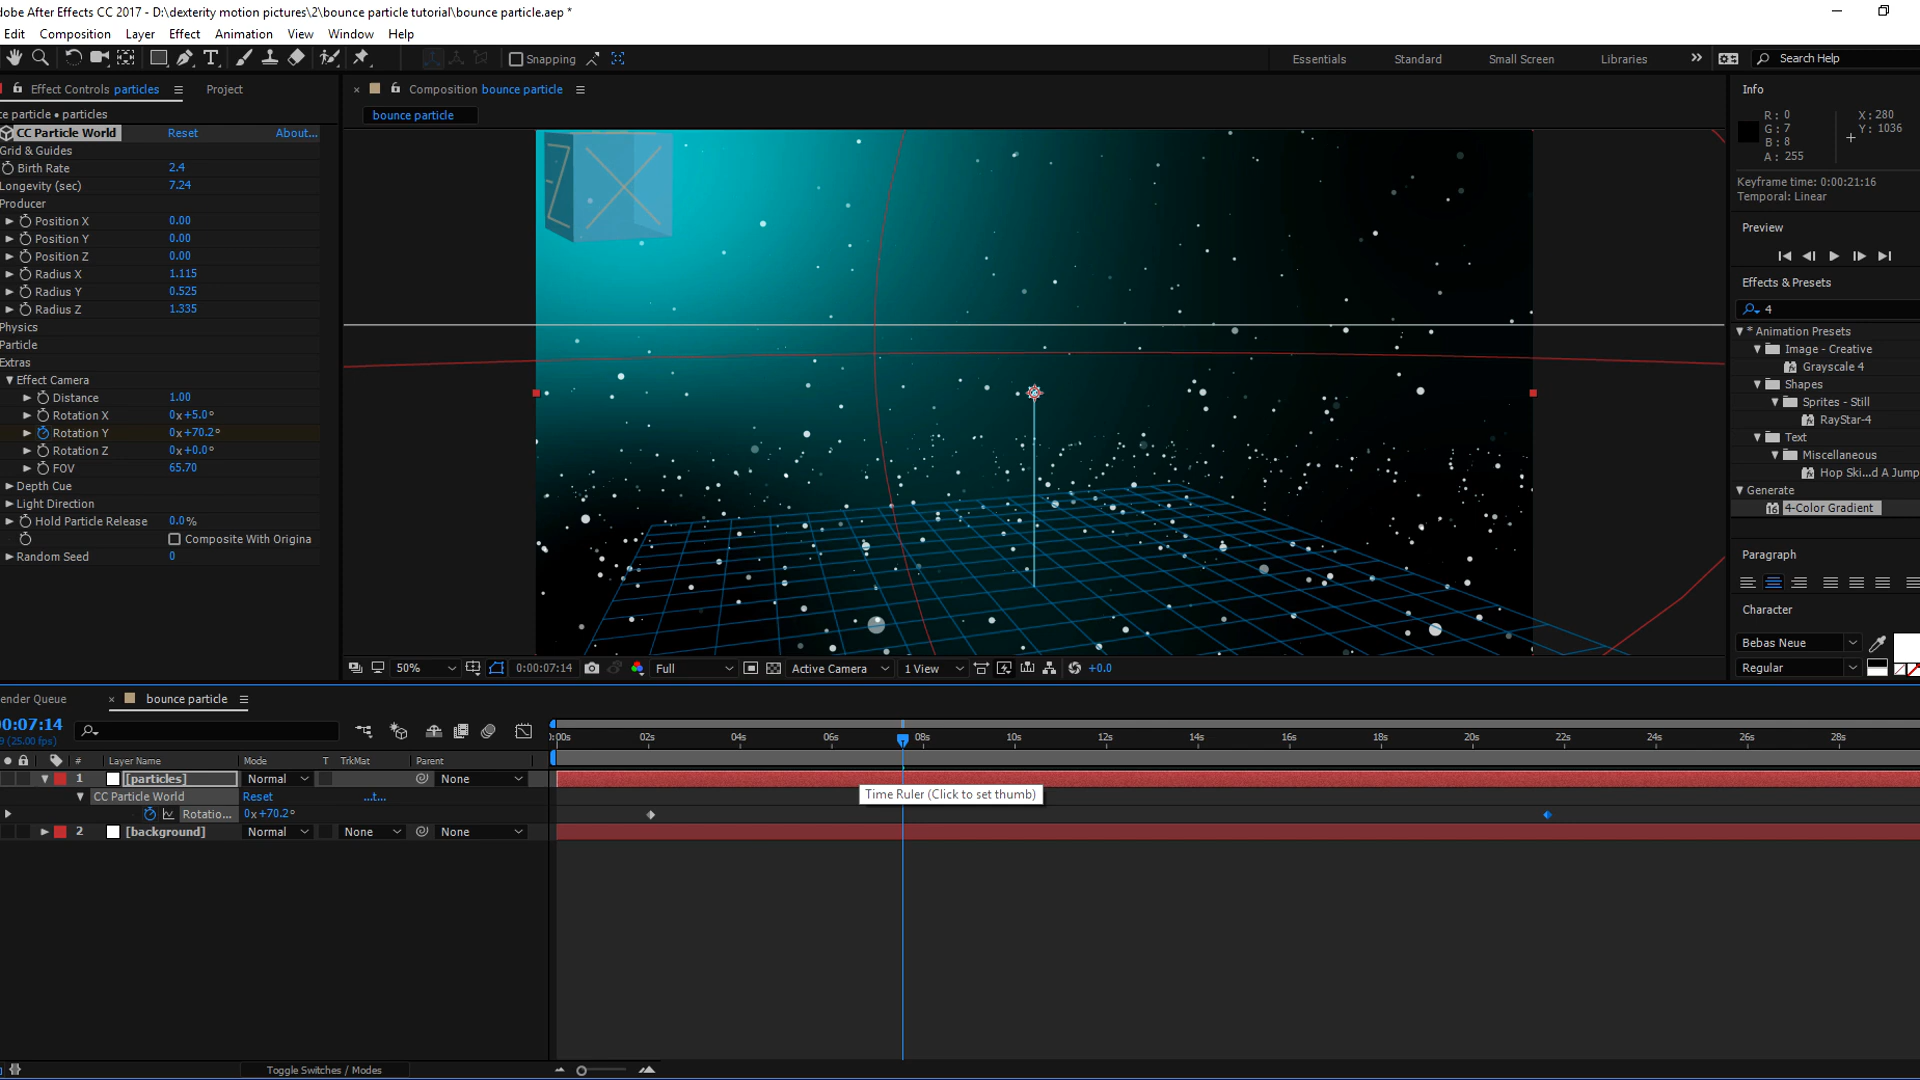 dobe After Effects CC 2017 - D:\dexterity motion pictures\2\bounce particle tutorial\bounce particle.aep *
Edit Composition Layer Effect Animation View Window Help
Snapping Essentials Standard Small Screen Libraries Search Help
Effect Controls particles Project
ce particle • particles
CC Particle World Reset About...
Grid & Guides
Birth Rate 2.4
Longevity (sec) 7.24
Producer
Position X 0.00
Position Y 0.00
Position Z 0.00
Radius X 1.115
Radius Y 0.525
Radius Z 1.335
Physics
Particle
Extras
Effect Camera
Distance 1.00
Rotation X 0x+5.0°
Rotation Y 0x+70.2°
Rotation Z 0x+0.0°
FOV 65.70
Depth Cue
Light Direction
Hold Particle Release 0.0%
Composite With Origina
Random Seed 0
× Composition bounce particle
bounce particle
50% 0:00:07:14 Full Active Camera 1 View +0.0
Info
R: 0 X: 280
G: 7 Y: 1036
B: 8
A: 255
Keyframe time: 0:00:21:16
Temporal: Linear
Preview
Effects & Presets
4
* Animation Presets
Image - Creative
Grayscale 4
Shapes
Sprites - Still
RayStar-4
Text
Miscellaneous
Hop Ski...d A Jump
Generate
4-Color Gradient
Paragraph
Character
Bebas Neue
Regular
ender Queue × bounce particle
00:07:14
9 (25.00 fps)
:00s 02s 04s 06s 08s 10s 12s 14s 16s 18s 20s 22s 24s 26s 28s
# Layer Name Mode T TrkMat Parent
1 [particles] Normal None
CC Particle World Reset ...t...
Rotatio... 0x+70.2°
2 [background] Normal None None
Time Ruler (Click to set thumb)
Toggle Switches / Modes